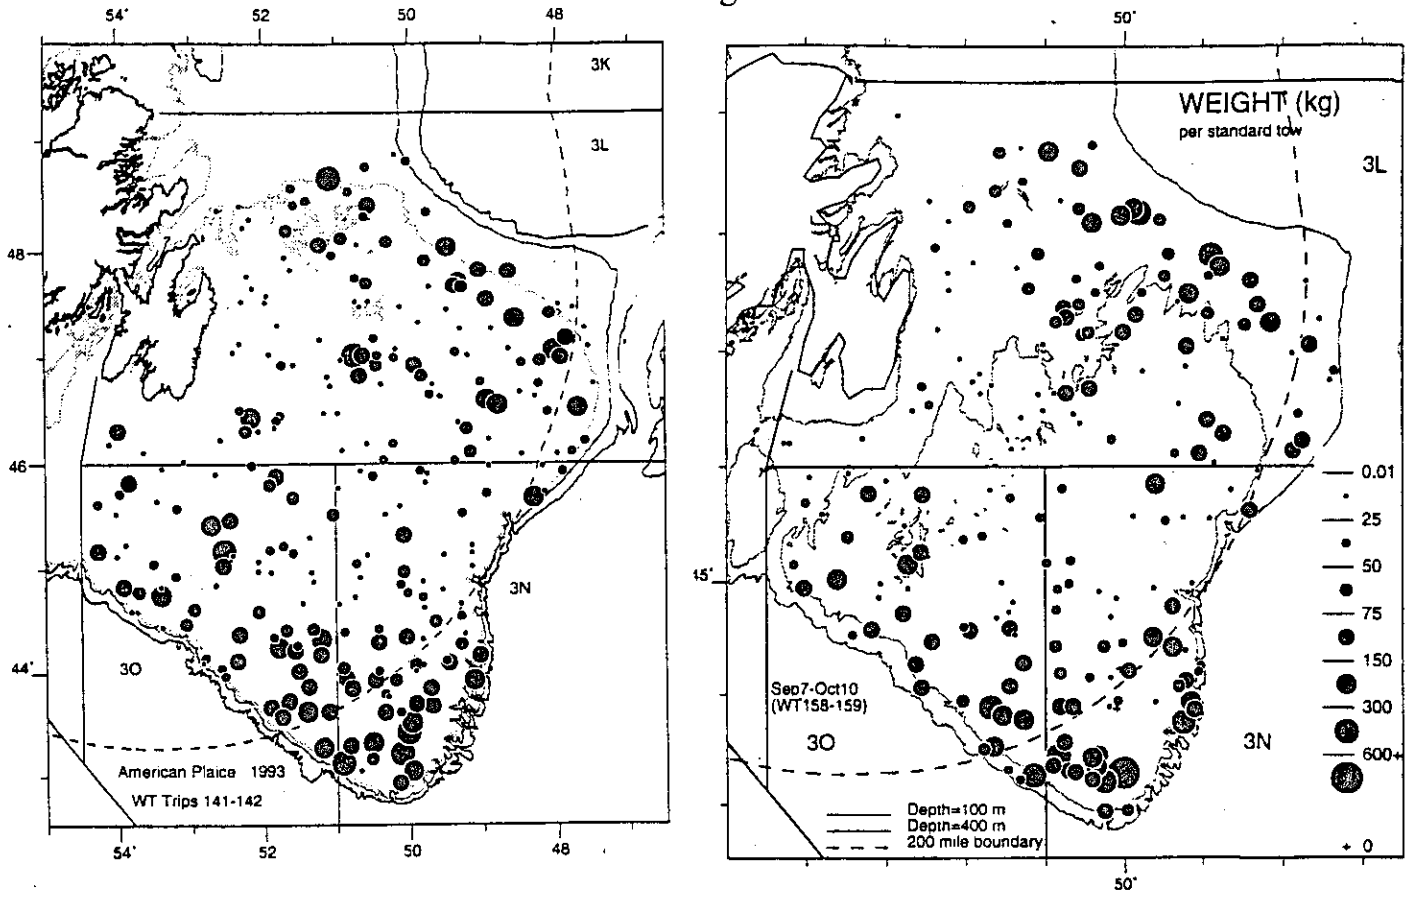 g
54° 52 50 48
3K
3L
48
46
44°
3O
3N
American Plaice 1993
WT Trips 141-142
54° 52 50 48
50°
WEIGHT (kg)
per standard tow
3L
0.01
25
50
75
150
300
600+
0
45°
Sep7-Oct10
(WT158-159)
3O
3N
Depth=100 m
Depth=400 m
200 mile boundary
50°